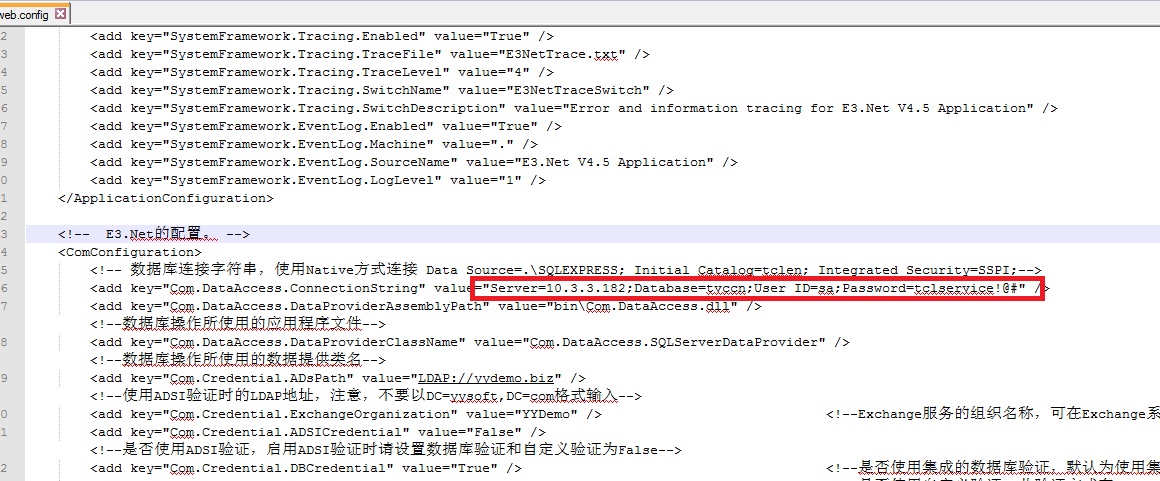 web.config
2 <add key="SystemFramework.Tracing.Enabled" value="True" />
3 <add key="SystemFramework.Tracing.TraceFile" value="E3NetTrace.txt" />
4 <add key="SystemFramework.Tracing.TraceLevel" value="4" />
5 <add key="SystemFramework.Tracing.SwitchName" value="E3NetTraceSwitch" />
6 <add key="SystemFramework.Tracing.SwitchDescription" value="Error and information tracing for E3.Net V4.5 Application" />
7 <add key="SystemFramework.EventLog.Enabled" value="True" />
8 <add key="SystemFramework.EventLog.Machine" value="." />
9 <add key="SystemFramework.EventLog.SourceName" value="E3.Net V4.5 Application" />
0 <add key="SystemFramework.EventLog.LogLevel" value="1" />
1 </ApplicationConfiguration>
2
3 <!-- E3.Net的配置。 -->
4 <ComConfiguration>
5 <!-- 数据库连接字符串，使用Native方式连接 Data Source=.\SQLEXPRESS; Initial Catalog=tclen; Integrated Security=SSPI;-->
6 <add key="Com.DataAccess.ConnectionString" value="Server=10.3.3.182;Database=tvccn;User ID=sa;Password=tclservice!@#" />
7 <add key="Com.DataAccess.DataProviderAssemblyPath" value="bin\Com.DataAccess.dll" />
<!--数据库操作所使用的应用程序文件-->
8 <add key="Com.DataAccess.DataProviderClassName" value="Com.DataAccess.SQLServerDataProvider" />
<!--数据库操作所使用的数据提供类名-->
9 <add key="Com.Credential.ADsPath" value="LDAP://yydemo.biz" />
<!--使用ADSI验证时的LDAP地址，注意，不要以DC=yysoft,DC=com格式输入-->
0 <add key="Com.Credential.ExchangeOrganization" value="YYDemo" /> <!--Exchange服务的组织名称，可在Exchange系
1 <add key="Com.Credential.ADSICredential" value="False" />
<!--是否使用ADSI验证，启用ADSI验证时请设置数据库验证和自定义验证为False-->
2 <add key="Com.Credential.DBCredential" value="True" /> <!--是否使用集成的数据库验证，默认为使用集